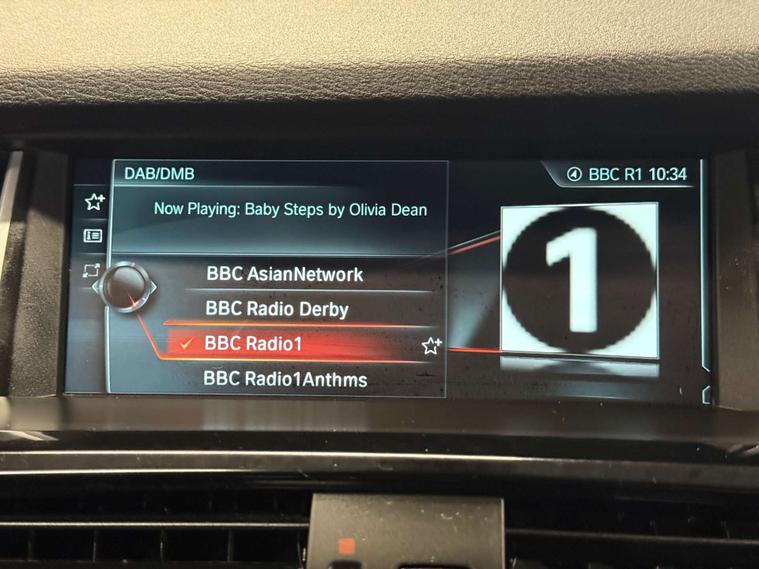 DAB/DMB
BBC R1 10:34
Now Playing: Baby Steps by Olivia Dean
BBC AsianNetwork
BBC Radio Derby
BBC Radio1
BBC Radio1Anthms
1